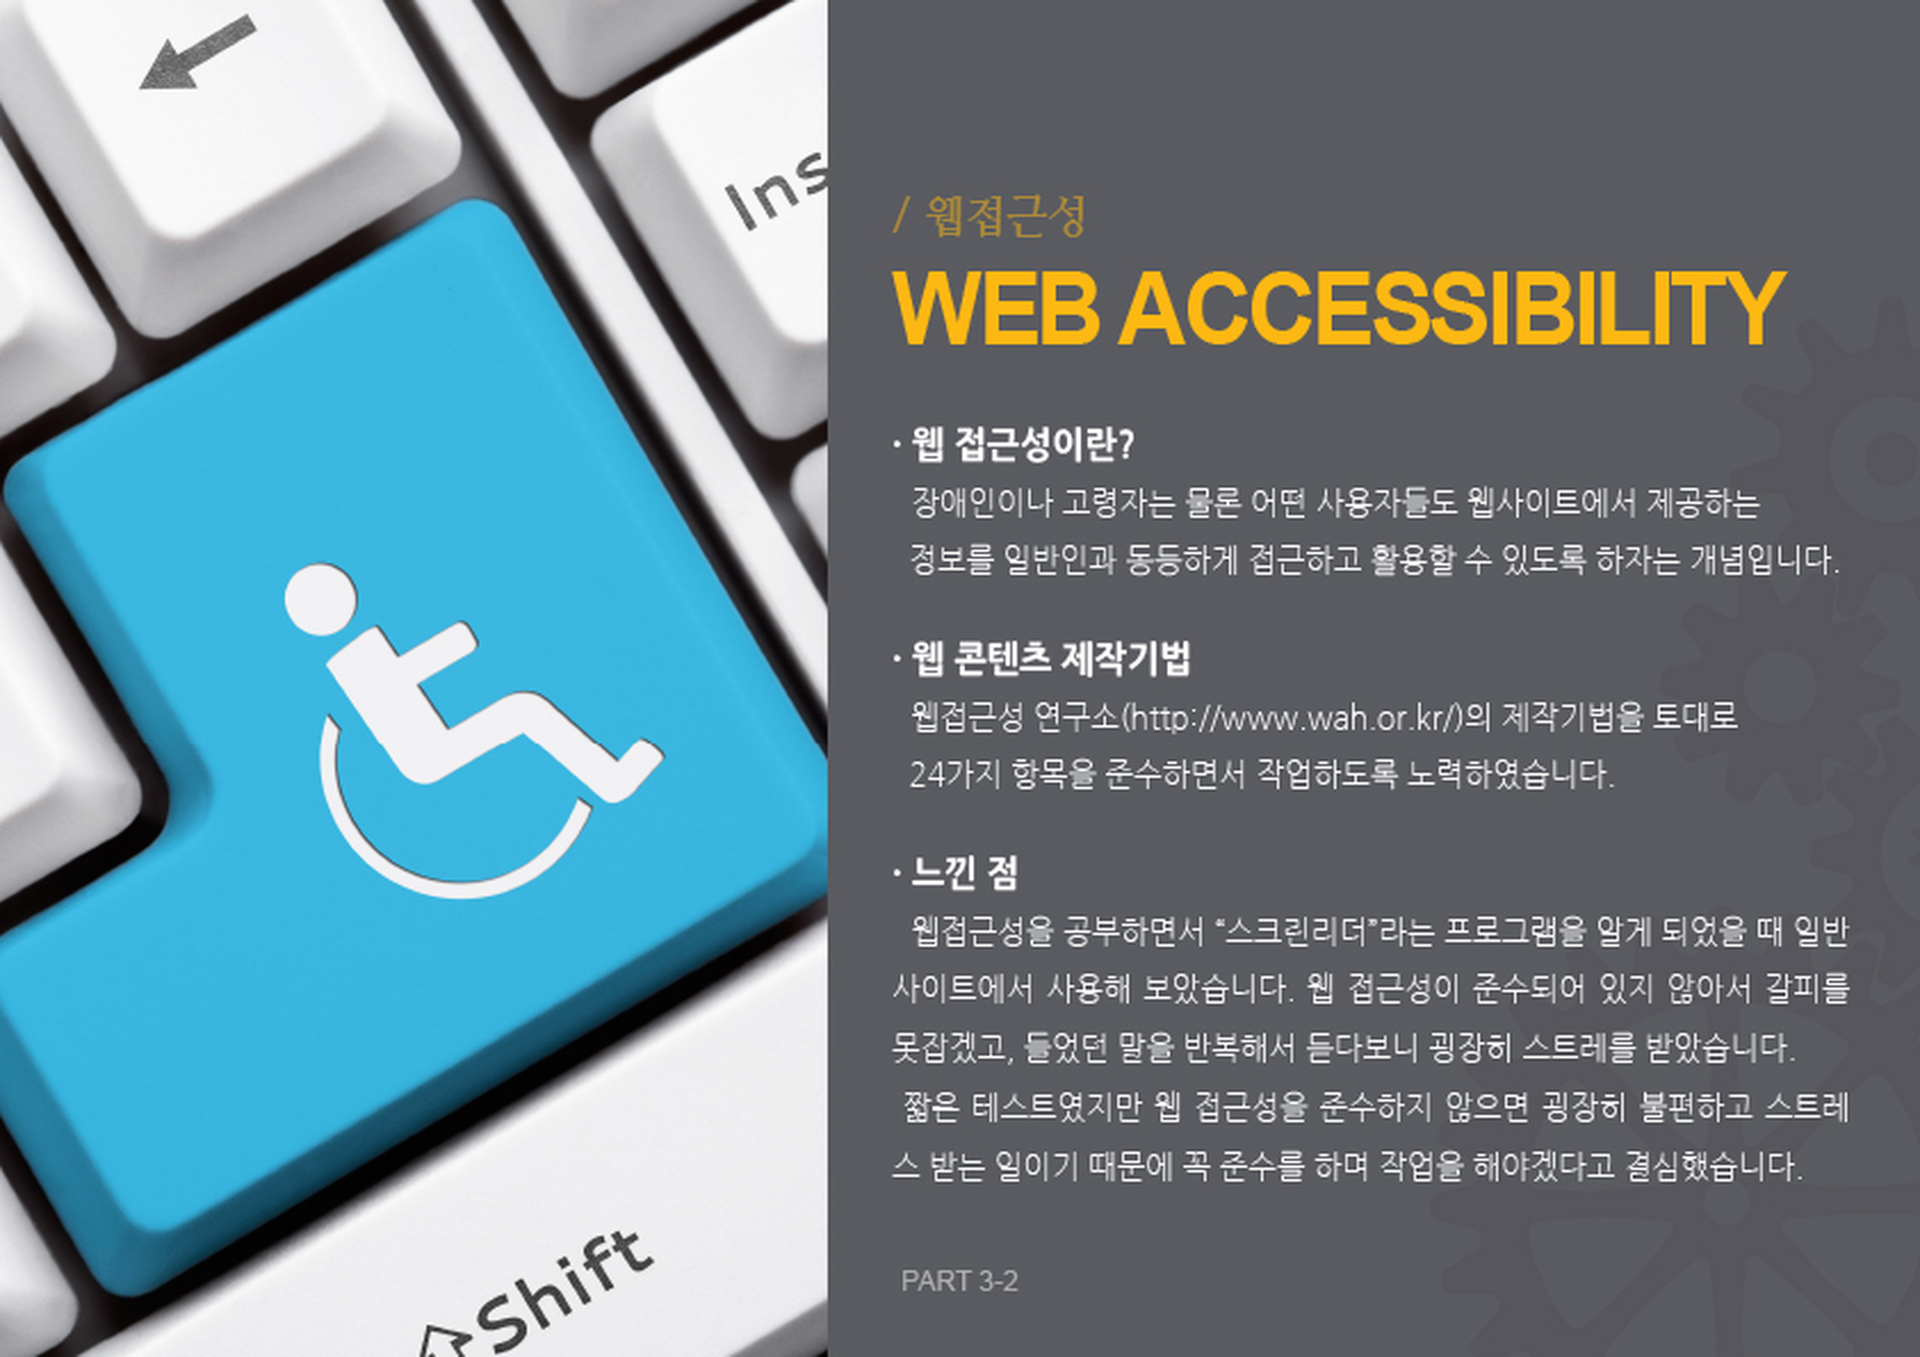 Ins
Shift
/ 웹접근성
WEB ACCESSIBILITY
· 웹 접근성이란?
장애인이나 고령자는 물론 어떤 사용자들도 웹사이트에서 제공하는
정보를 일반인과 동등하게 접근하고 활용할 수 있도록 하자는 개념입니다.
· 웹 콘텐츠 제작기법
웹접근성 연구소(http://www.wah.or.kr/)의 제작기법을 토대로
24가지 항목을 준수하면서 작업하도록 노력하였습니다.
· 느낀 점
웹접근성을 공부하면서 “스크린리더”라는 프로그램을 알게 되었을 때 일반
사이트에서 사용해 보았습니다. 웹 접근성이 준수되어 있지 않아서 갈피를
못잡겠고, 들었던 말을 반복해서 듣다보니 굉장히 스트레를 받았습니다.
짧은 테스트였지만 웹 접근성을 준수하지 않으면 굉장히 불편하고 스트레
스 받는 일이기 때문에 꼭 준수를 하며 작업을 해야겠다고 결심했습니다.
PART 3-2